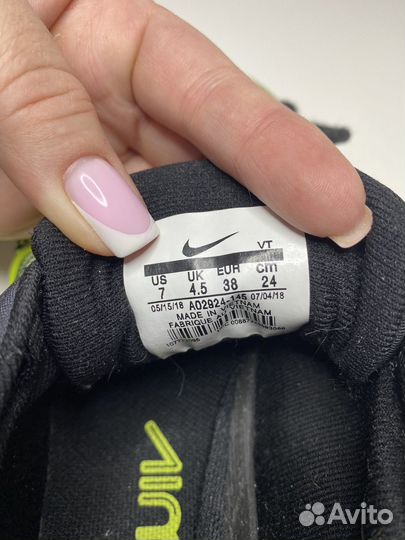 VT
US UK EUR cm
7 4.5 38 24
05/15/18 AO2924-145 07/04/18
MADE IN VIETNAM
FABRIQUE AU VIETNAM
Avito